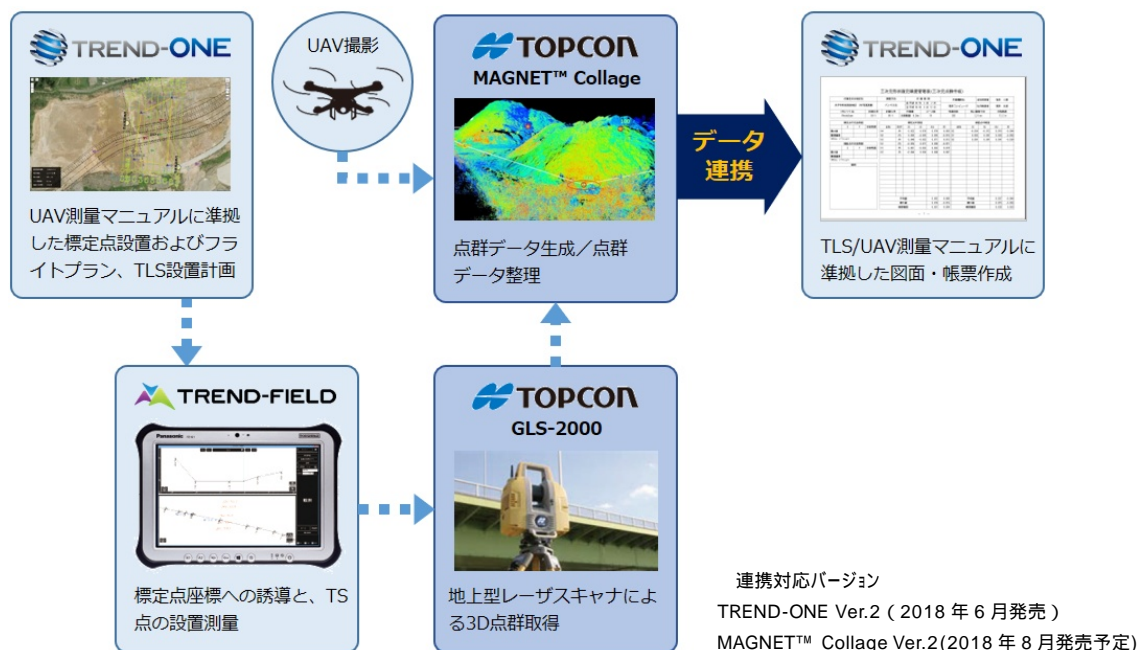 TREND-ONE
UAV測量マニュアルに準拠
した標定点設置およびフラ
イトプラン、TLS設置計画
UAV撮影
TOPCON
MAGNET™ Collage
点群データ生成／点群
データ整理
データ
連携
TREND-ONE
TLS/UAV測量マニュアルに
準拠した図面・帳票作成
TREND-FIELD
Panasonic
標定点座標への誘導と、TS
点の設置測量
TOPCON
GLS-2000
地上型レーザスキャナによ
る3D点群取得
連携対応バージョン
TREND-ONE Ver.2 ( 2018 年 6 月発売 )
MAGNET™ Collage Ver.2(2018 年 8 月発売予定)